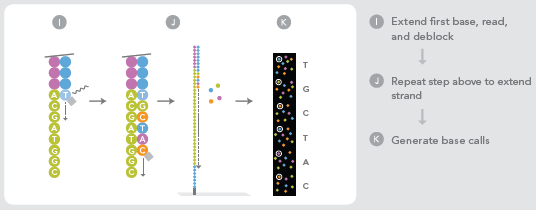 I
J
K
A T
C
G
A
T
G
G
C
A T
C G
G C
A T
T A
G C
G
C
T
G
C
T
A
C
I Extend first base, read,
and deblock
J Repeat step above to extend
strand
K Generate base calls